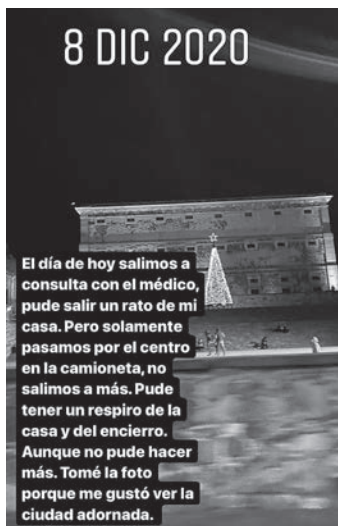 8 DIC 2020
El día de hoy salimos a
consulta con el médico,
pude salir un rato de mi
casa. Pero solamente
pasamos por el centro
en la camioneta, no
salimos a más. Pude
tener un respiro de la
casa y del encierro.
Aunque no pude hacer
más. Tomé la foto
porque me gustó ver la
ciudad adornada.